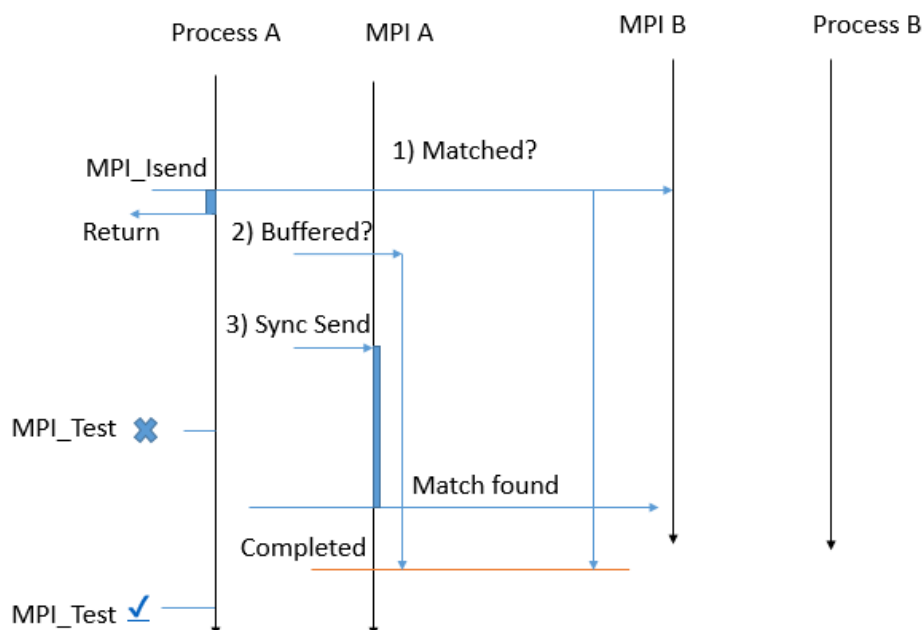 Process A
MPI A
MPI B
Process B
1) Matched?
MPI_Isend
Return
2) Buffered?
3) Sync Send
MPI_Test
Match found
Completed
MPI_Test